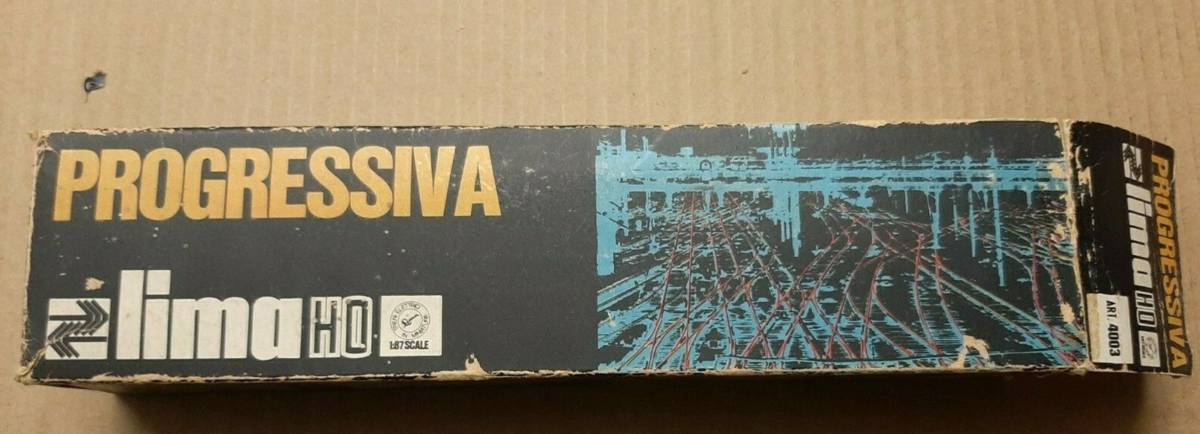 PROGRESSIVA
lima HO
1:87 SCALE
PROGRESSIVA
lima HO
ART. 4003